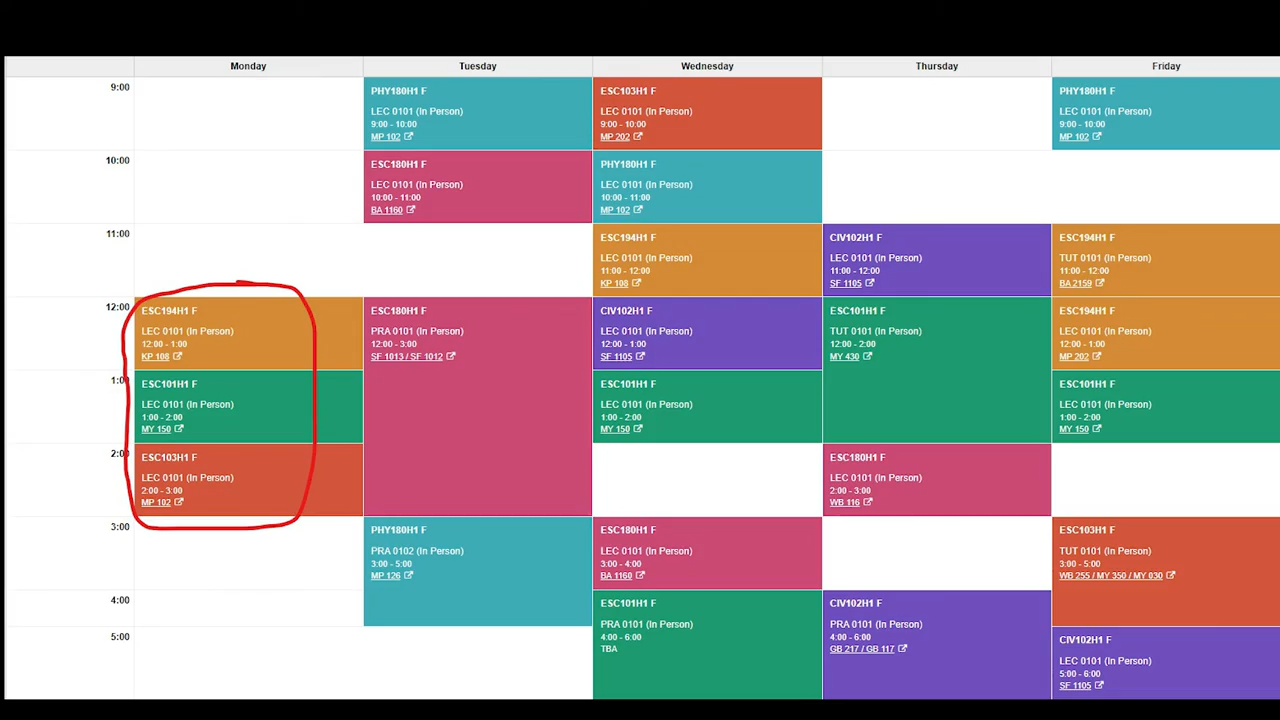 Monday
Tuesday
Wednesday
Thursday
Friday
9:00
10:00
11:00
12:00
1:00
2:00
3:00
4:00
5:00
ESC194H1 F
LEC 0101 (In Person)
12:00 - 1:00
KP 108
ESC101H1 F
LEC 0101 (In Person)
1:00 - 2:00
MY 150
ESC103H1 F
LEC 0101 (In Person)
2:00 - 3:00
MP 102
PHY180H1 F
LEC 0101 (In Person)
9:00 - 10:00
MP 102
ESC180H1 F
LEC 0101 (In Person)
10:00 - 11:00
BA 1160
ESC180H1 F
PRA 0101 (In Person)
12:00 - 3:00
SF 1013 / SF 1012
PHY180H1 F
PRA 0102 (In Person)
3:00 - 5:00
MP 126
ESC103H1 F
LEC 0101 (In Person)
9:00 - 10:00
MP 202
PHY180H1 F
LEC 0101 (In Person)
10:00 - 11:00
MP 102
ESC194H1 F
LEC 0101 (In Person)
11:00 - 12:00
KP 108
CIV102H1 F
LEC 0101 (In Person)
12:00 - 1:00
SF 1105
ESC101H1 F
LEC 0101 (In Person)
1:00 - 2:00
MY 150
ESC180H1 F
LEC 0101 (In Person)
3:00 - 4:00
BA 1160
ESC101H1 F
PRA 0101 (In Person)
4:00 - 6:00
TBA
CIV102H1 F
LEC 0101 (In Person)
11:00 - 12:00
SF 1105
ESC101H1 F
TUT 0101 (In Person)
12:00 - 2:00
MY 430
ESC180H1 F
LEC 0101 (In Person)
2:00 - 3:00
WB 116
CIV102H1 F
PRA 0101 (In Person)
4:00 - 6:00
GB 217 / GB 117
PHY180H1 F
LEC 0101 (In Person)
9:00 - 10:00
MP 102
ESC194H1 F
TUT 0101 (In Person)
11:00 - 12:00
BA 2159
ESC194H1 F
LEC 0101 (In Person)
12:00 - 1:00
MP 202
ESC101H1 F
LEC 0101 (In Person)
1:00 - 2:00
MY 150
ESC103H1 F
TUT 0101 (In Person)
3:00 - 5:00
WB 255 / MY 350 / MY 030
CIV102H1 F
LEC 0101 (In Person)
5:00 - 6:00
SF 1105